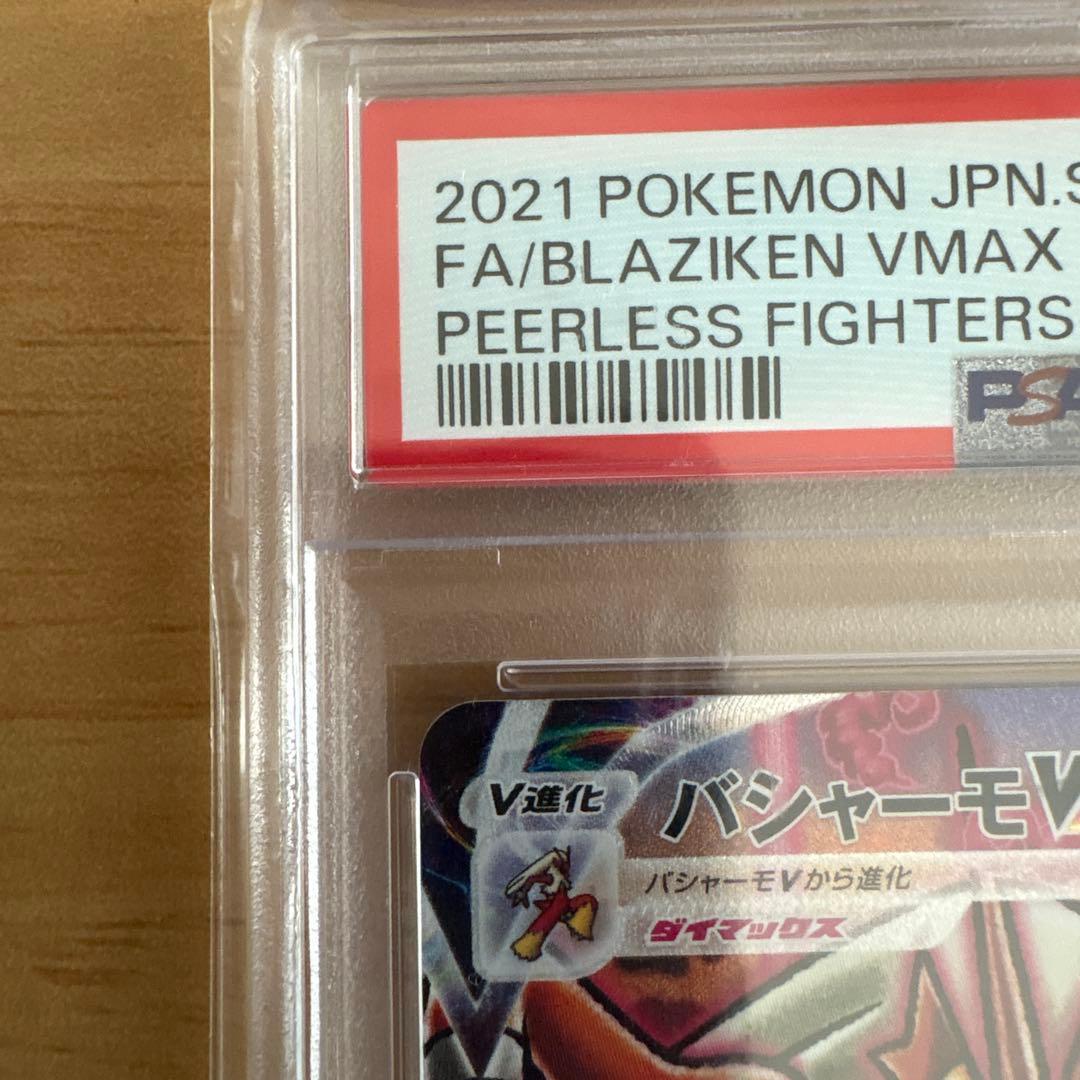 2021 POKEMON JPN.S
FA/BLAZIKEN VMAX
PEERLESS FIGHTERS
PSA
V進化
バシャーモV
バシャーモVから進化
ダイマックス